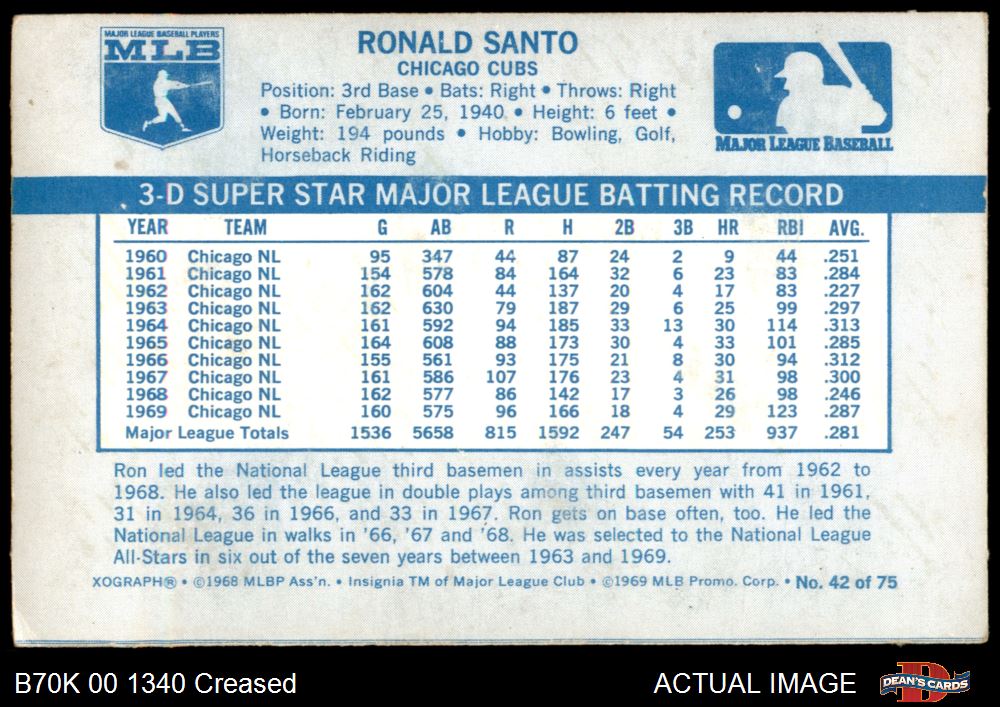 MAJOR LEAGUE BASEBALL PLAYERS
MLB
RONALD SANTO
CHICAGO CUBS
Position: 3rd Base • Bats: Right • Throws: Right
• Born: February 25, 1940 • Height: 6 feet •
Weight: 194 pounds • Hobby: Bowling, Golf,
Horseback Riding
MAJOR LEAGUE BASEBALL
3-D SUPER STAR MAJOR LEAGUE BATTING RECORD
YEAR TEAM G AB R H 2B 3B HR RBI AVG.
1960 Chicago NL 95 347 44 87 24 2 9 44 .251
1961 Chicago NL 154 578 84 164 32 6 23 83 .284
1962 Chicago NL 162 604 44 137 20 4 17 83 .227
1963 Chicago NL 162 630 79 187 29 6 25 99 .297
1964 Chicago NL 161 592 94 185 33 13 30 114 .313
1965 Chicago NL 164 608 88 173 30 4 33 101 .285
1966 Chicago NL 155 561 93 175 21 8 30 94 .312
1967 Chicago NL 161 586 107 176 23 4 31 98 .300
1968 Chicago NL 162 577 86 142 17 3 26 98 .246
1969 Chicago NL 160 575 96 166 18 4 29 123 .287
Major League Totals 1536 5658 815 1592 247 54 253 937 .281
Ron led the National League third basemen in assists every year from 1962 to
1968. He also led the league in double plays among third basemen with 41 in 1961,
31 in 1964, 36 in 1966, and 33 in 1967. Ron gets on base often, too. He led the
National League in walks in '66, '67 and '68. He was selected to the National League
All-Stars in six out of the seven years between 1963 and 1969.
XOGRAPH® • ©1968 MLBP Ass'n. • Insignia TM of Major League Club • ©1969 MLB Promo. Corp. • No. 42 of 75
B70K 00 1340 Creased
ACTUAL IMAGE
D
DEAN'S CARDS